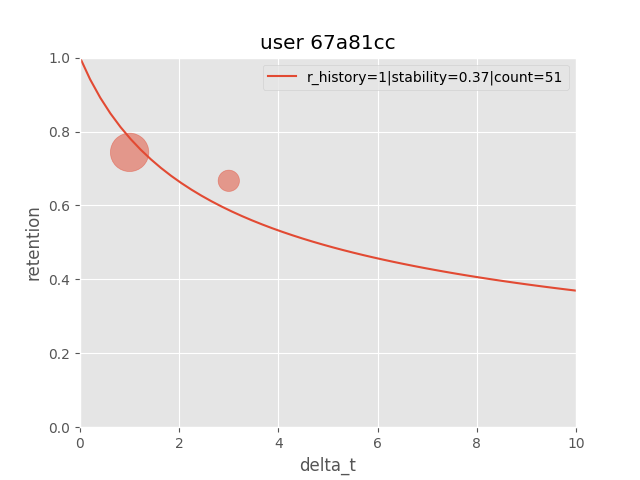 user 67a81cc
r_history=1|stability=0.37|count=51
1.0
0.8
0.6
0.4
0.2
0.0
retention
0 2 4 6 8 10
delta_t